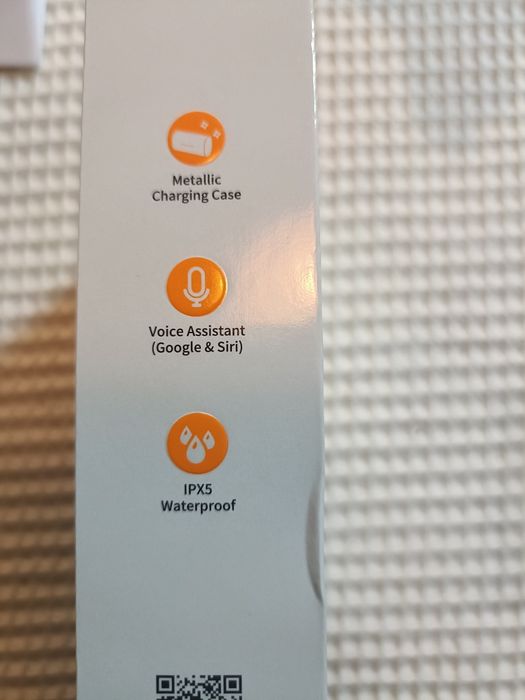 Metallic
Charging Case
Voice Assistant
(Google & Siri)
IPX5
Waterproof